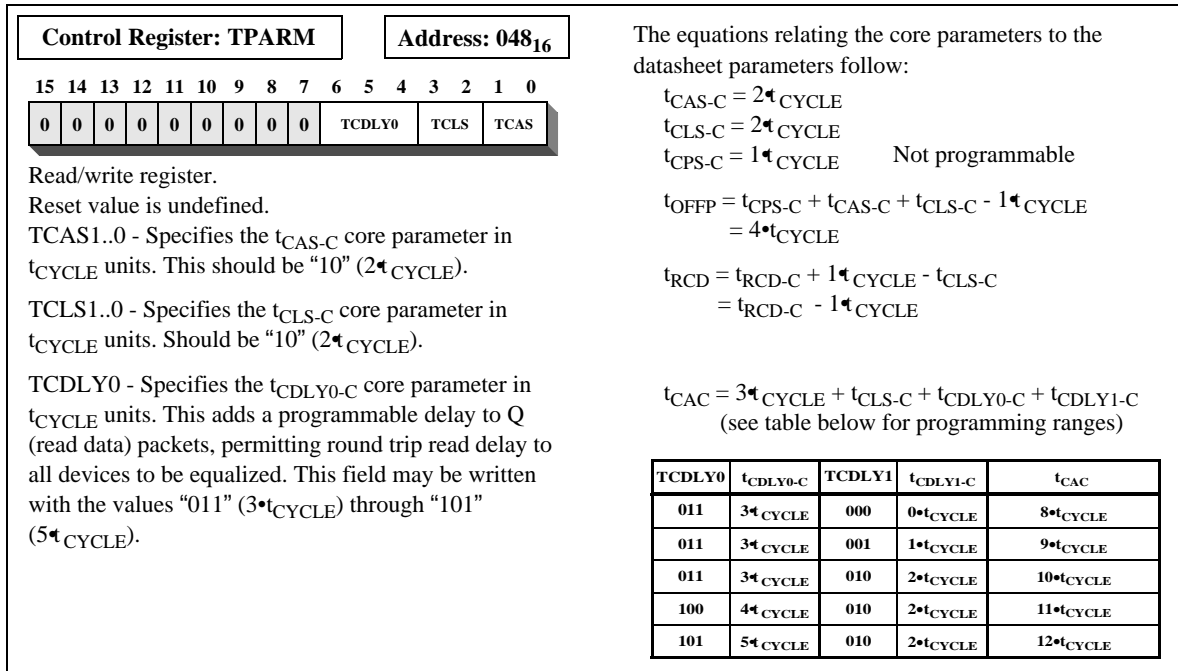 Control Register: TPARM
Address: 048₁₆
15 14 13 12 11 10 9 8 7 6 5 4 3 2 1 0
0 0 0 0 0 0 0 0 0 TCDLY0 TCLS TCAS
Read/write register.
Reset value is undefined.
TCAS1..0 - Specifies the tCAS-C core parameter in
tCYCLE units. This should be “10” (2•tCYCLE).
TCLS1..0 - Specifies the tCLS-C core parameter in
tCYCLE units. Should be “10” (2•tCYCLE).
TCDLY0 - Specifies the tCDLY0-C core parameter in
tCYCLE units. This adds a programmable delay to Q
(read data) packets, permitting round trip read delay to
all devices to be equalized. This field may be written
with the values “011” (3•tCYCLE) through “101”
(5•tCYCLE).
The equations relating the core parameters to the
datasheet parameters follow:
tCAS-C = 2•tCYCLE
tCLS-C = 2•tCYCLE
tCPS-C = 1•tCYCLE Not programmable
tOFFP = tCPS-C + tCAS-C + tCLS-C - 1•tCYCLE
= 4•tCYCLE
tRCD = tRCD-C + 1•tCYCLE - tCLS-C
= tRCD-C - 1•tCYCLE
tCAC = 3•tCYCLE + tCLS-C + tCDLY0-C + tCDLY1-C
(see table below for programming ranges)
TCDLY0 tCDLY0-C TCDLY1 tCDLY1-C tCAC
011 3•tCYCLE 000 0•tCYCLE 8•tCYCLE
011 3•tCYCLE 001 1•tCYCLE 9•tCYCLE
011 3•tCYCLE 010 2•tCYCLE 10•tCYCLE
100 4•tCYCLE 010 2•tCYCLE 11•tCYCLE
101 5•tCYCLE 010 2•tCYCLE 12•tCYCLE